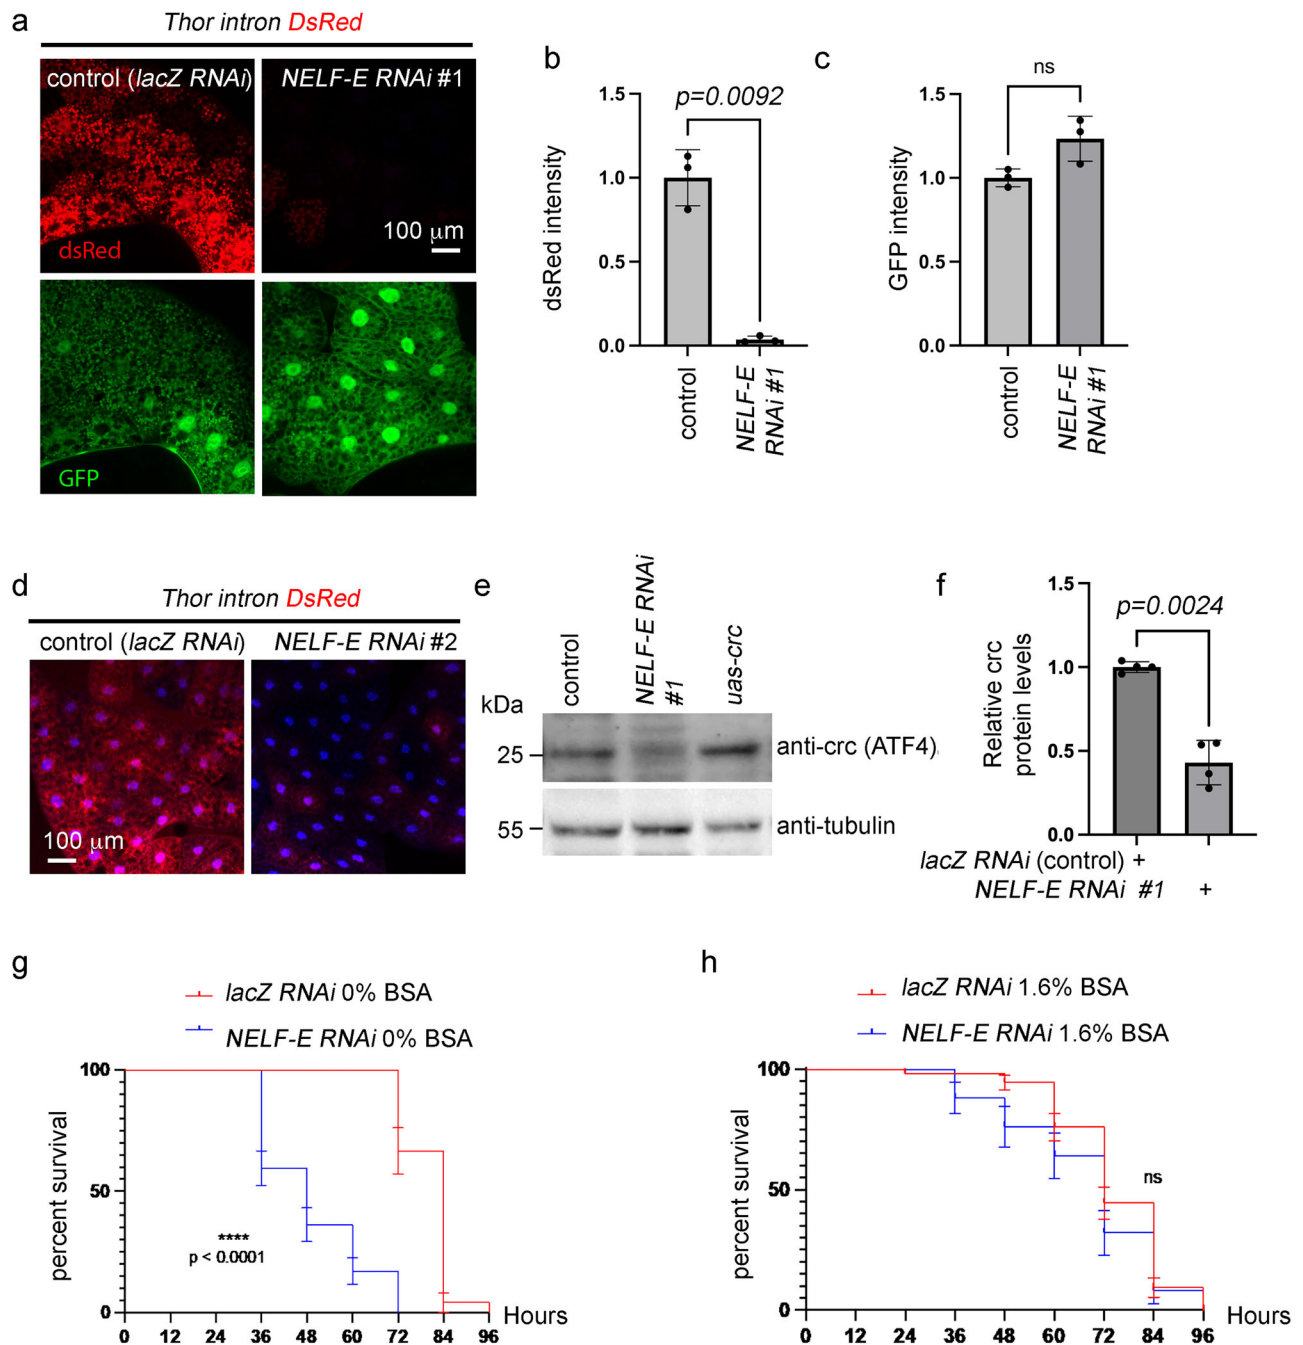 a
Thor intron DsRed
control (lacZ RNAi)
NELF-E RNAi #1
100 μm
dsRed
GFP
b
p=0.0092
dsRed intensity
1.5
1.0
0.5
0.0
control
NELF-E
RNAi #1
c
ns
GFP intensity
1.5
1.0
0.5
0.0
control
NELF-E
RNAi #1
d
Thor intron DsRed
control (lacZ RNAi)
NELF-E RNAi #2
100 μm
e
control
NELF-E RNAi
#1
uas-crc
kDa
25
anti-crc (ATF4)
55
anti-tubulin
f
p=0.0024
Relative crc
protein levels
1.5
1.0
0.5
0.0
lacZ RNAi (control) +
NELF-E RNAi #1 +
g
lacZ RNAi 0% BSA
NELF-E RNAi 0% BSA
percent survival
100
50
0
****
p < 0.0001
0 12 24 36 48 60 72 84 96
Hours
h
lacZ RNAi 1.6% BSA
NELF-E RNAi 1.6% BSA
percent survival
100
50
0
ns
0 12 24 36 48 60 72 84 96